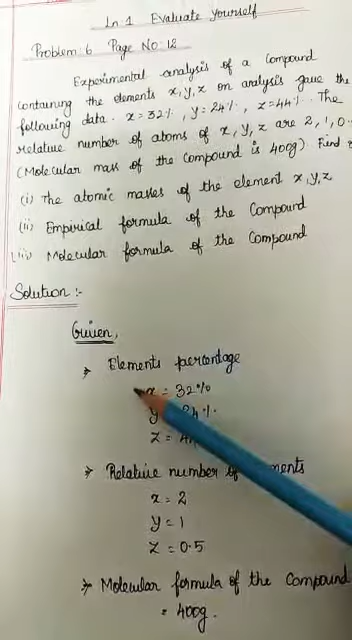 Ln:1 Evaluate yourself
Problem:6 Page No:12
Experimental analysis of a compound
containing the elements x,y,z on analysis gave the
following data. x=32%, y=24%, z=44%. The
relative number of atoms of x,y,z are 2,1,0.
(Molecular mass of the compound is 400g) Find
(i) The atomic masses of the element x,y,z
(ii) Empirical formula of the Compound
(iii) Molecular formula of the Compound
Solution :-
Given,
Elements percentage
x = 32%
y = 24%
z = 44
Relative number of
x = 2
y = 1
z = 0.5
Molecular formula of the Compound
= 400g.